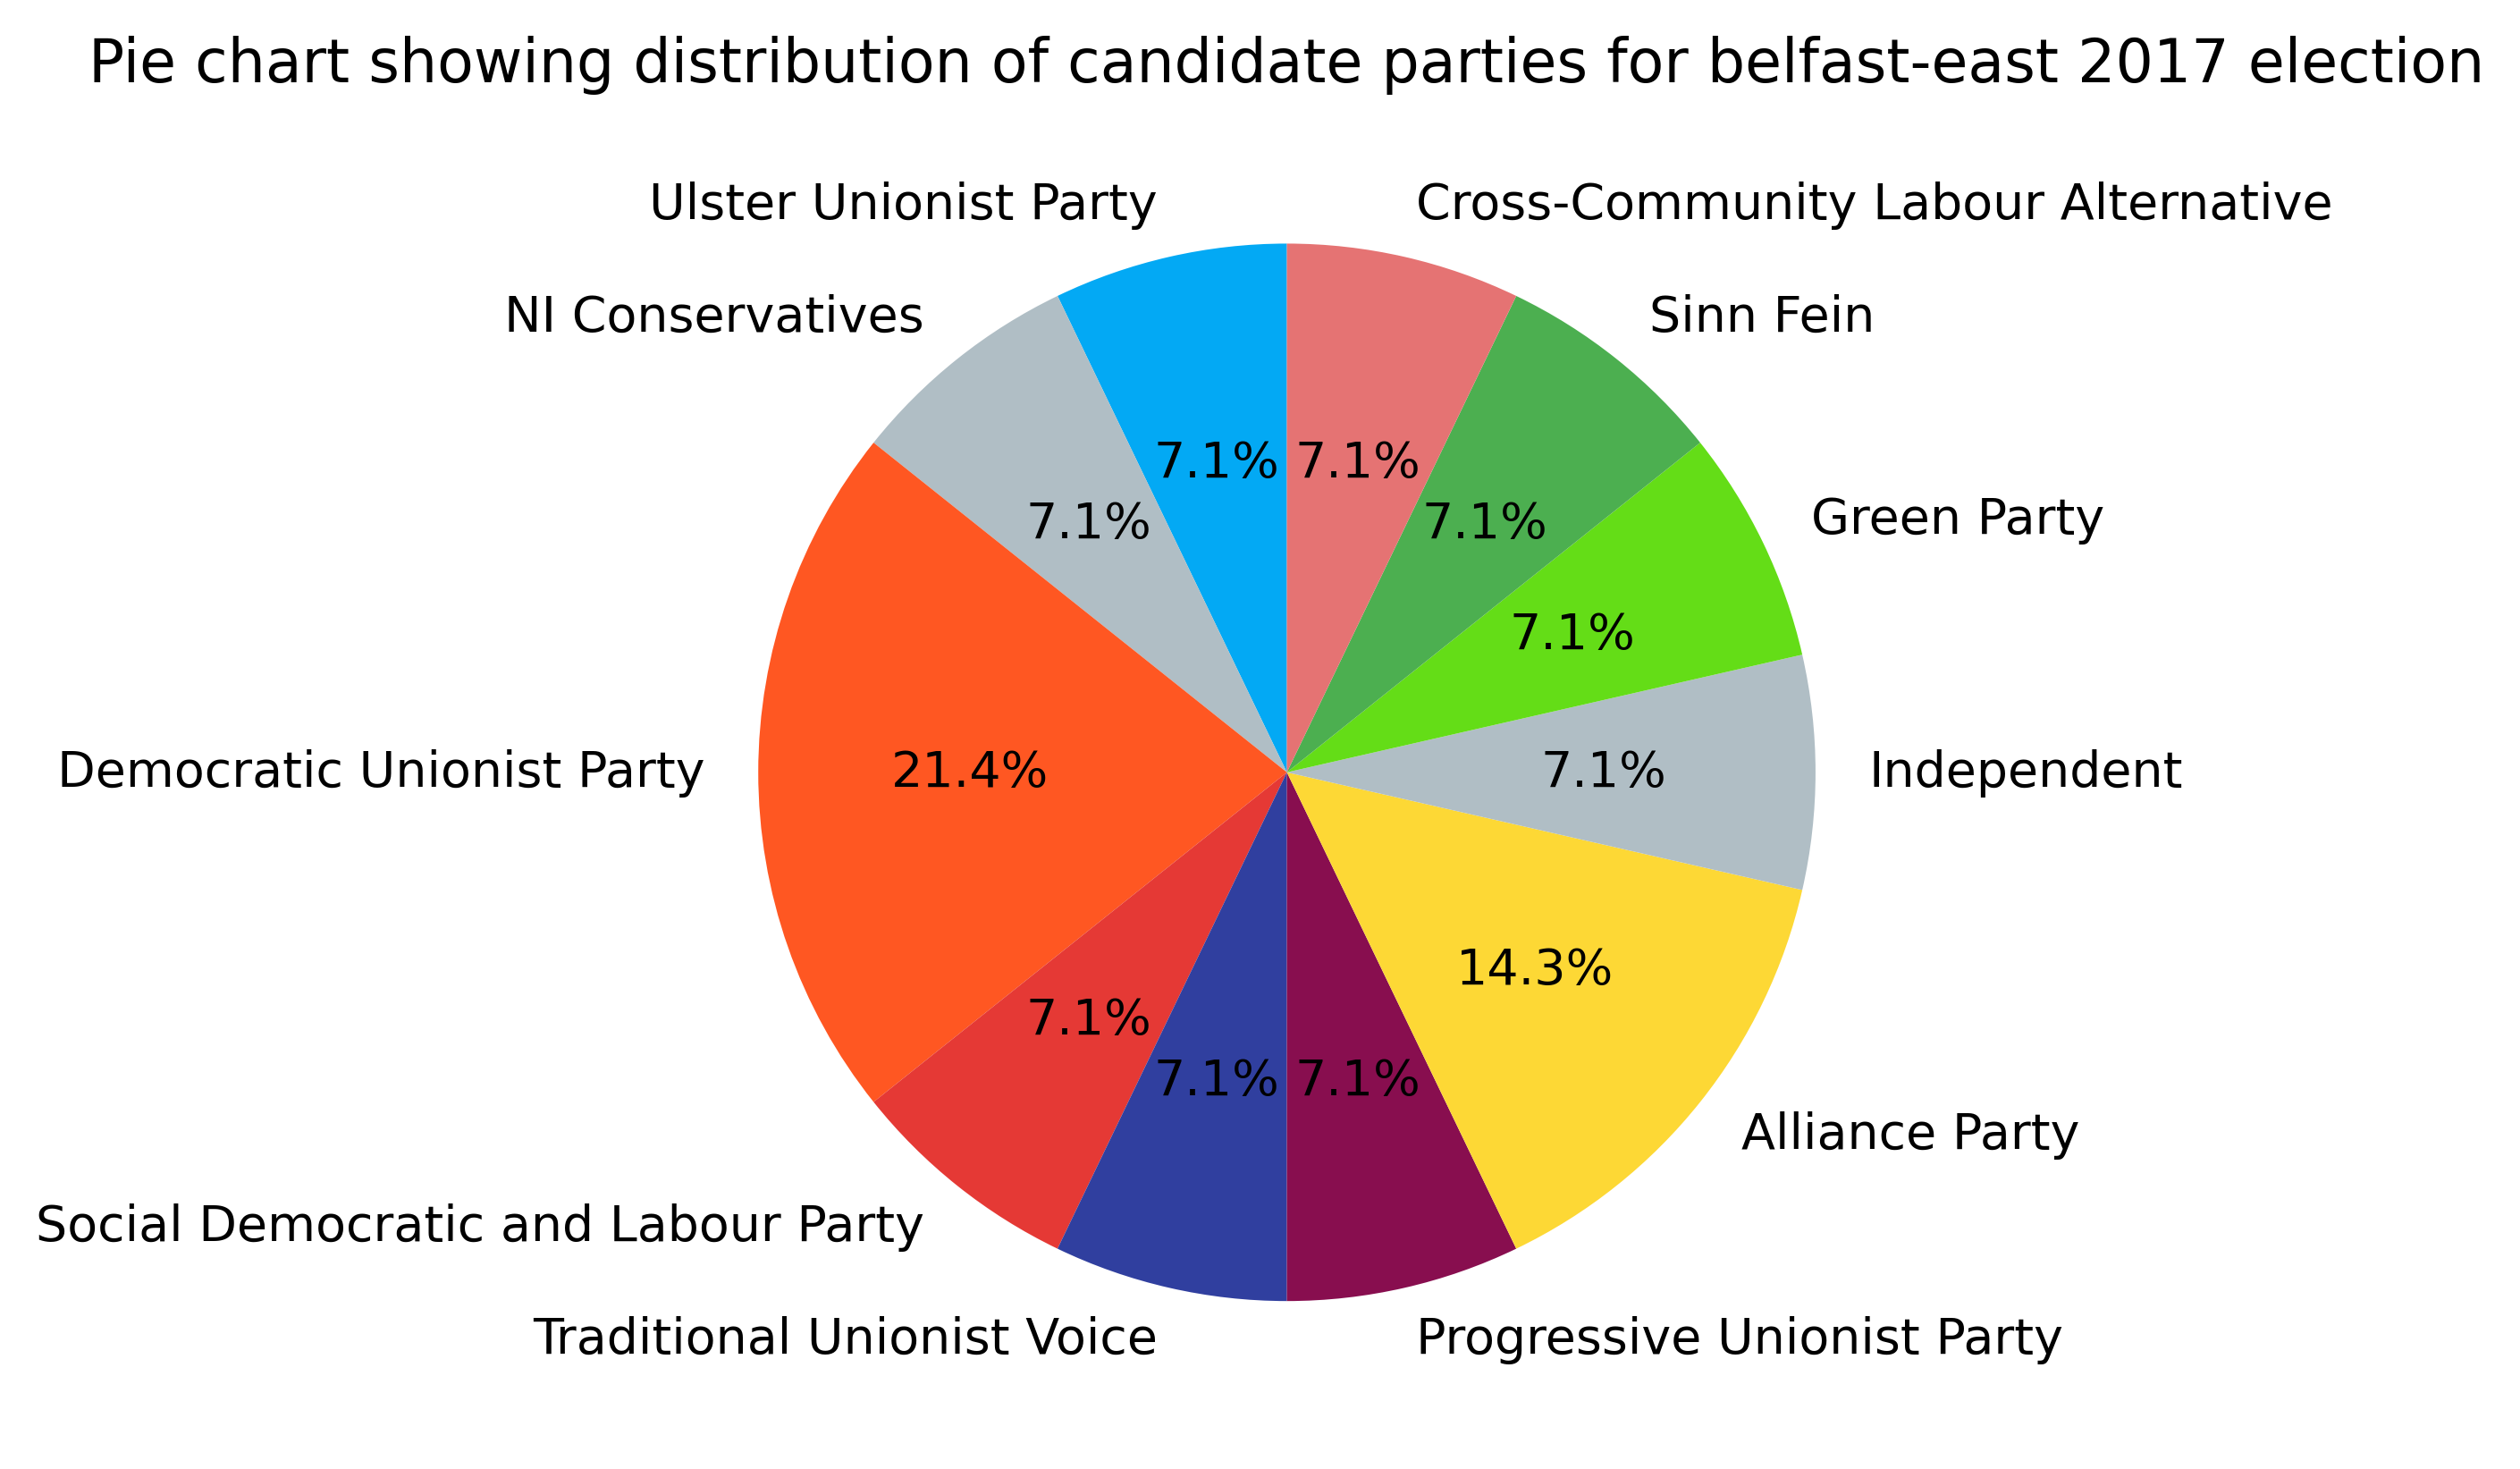 Pie chart showing distribution of candidate parties for belfast-east 2017 election
Ulster Unionist Party
Cross-Community Labour Alternative
NI Conservatives
Sinn Fein
7.1%
7.1%
7.1%
7.1%
Green Party
7.1%
Democratic Unionist Party
21.4%
7.1%
Independent
14.3%
7.1%
7.1%
7.1%
Alliance Party
Social Democratic and Labour Party
Traditional Unionist Voice
Progressive Unionist Party